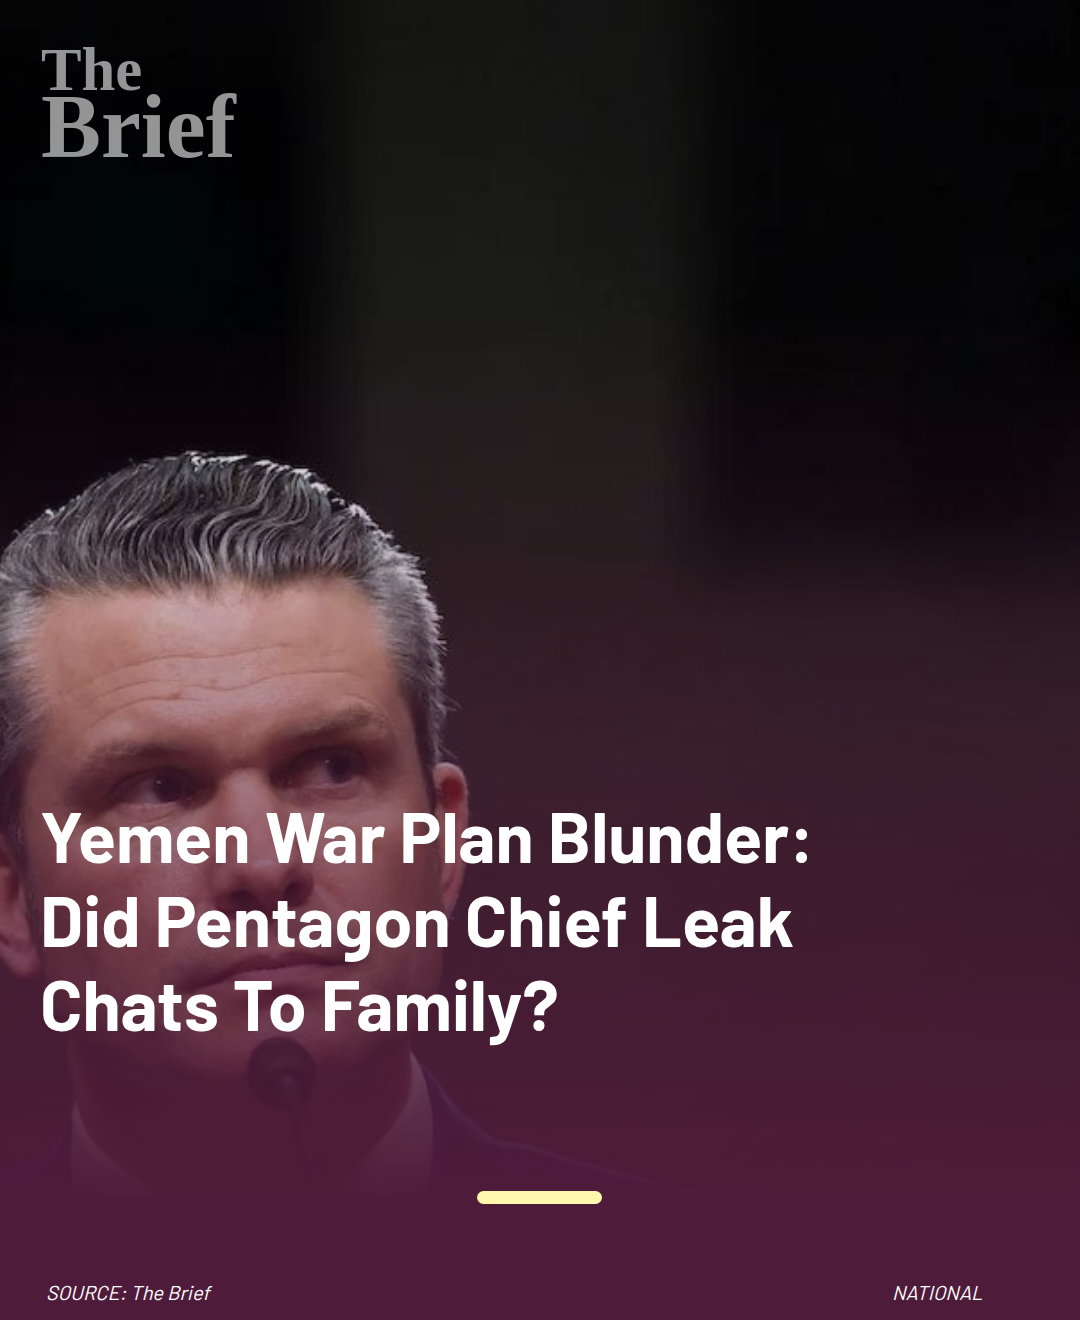 The
Brief
Yemen War Plan Blunder:
Did Pentagon Chief Leak
Chats To Family?
SOURCE: The Brief
NATIONAL